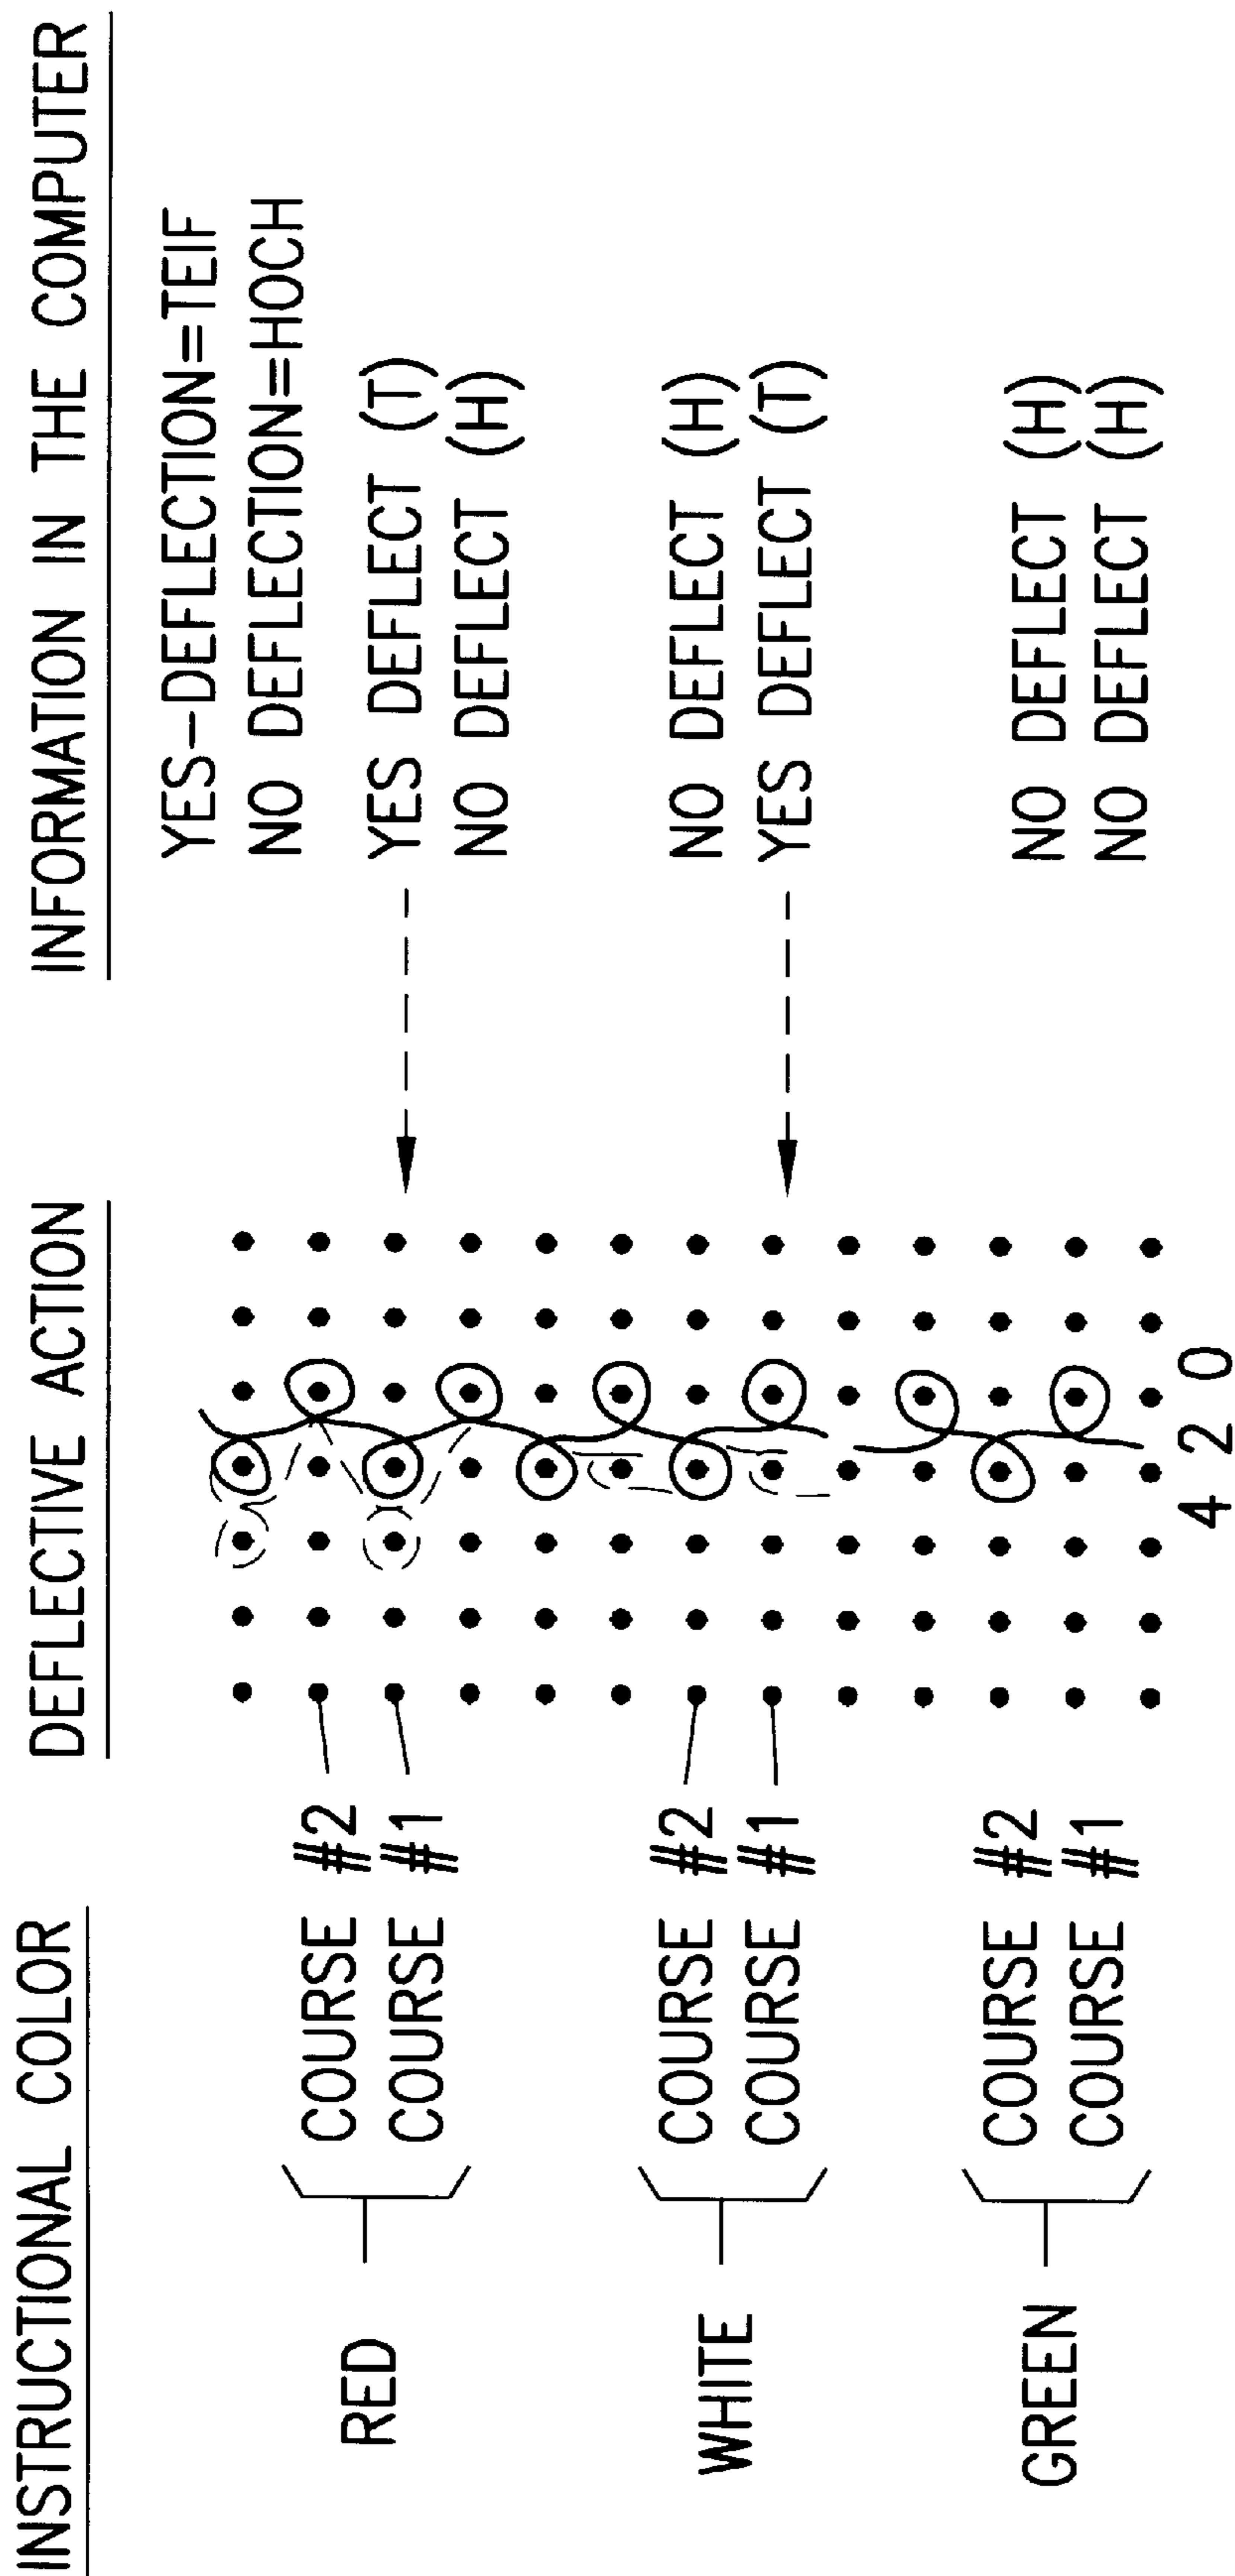 INSTRUCTIONAL COLOR DEFLECTIVE ACTION INFORMATION IN THE COMPUTER
YES-DEFLECTION=TEIF
NO DEFLECTION=HOCH
RED COURSE #2 YES DEFLECT (T)
COURSE #1 NO DEFLECT (H)
WHITE COURSE #2 NO DEFLECT (H)
COURSE #1 YES DEFLECT (T)
GREEN COURSE #2 NO DEFLECT (H)
COURSE #1 NO DEFLECT (H)
4 2 0